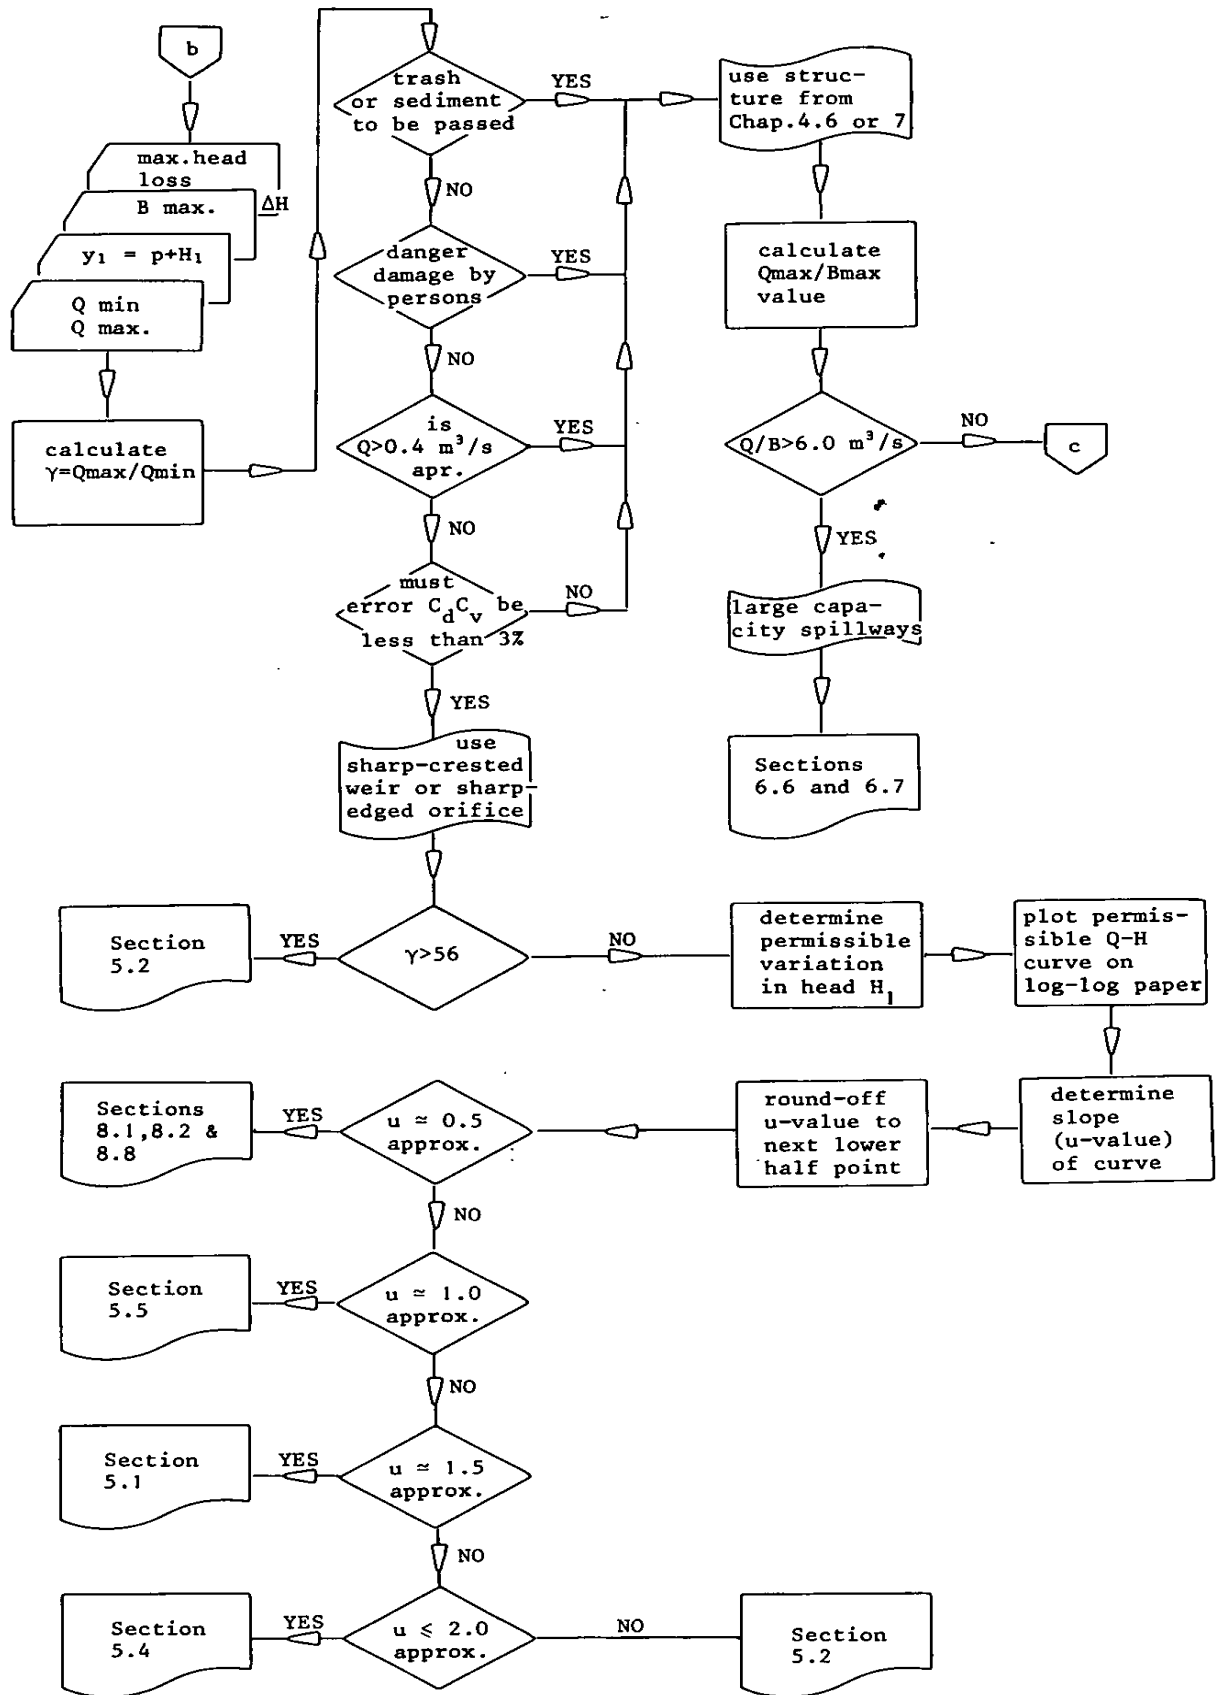 b
max.head
loss
B max.
ΔH
y₁ = p+H₁
Q min
Q max.
calculate
γ=Qmax/Qmin
trash
or sediment
to be passed
YES
NO
danger
damage by
persons
YES
NO
is
Q>0.4 m³/s
apr.
YES
NO
must
error C_dC_v be
less than 3%
NO
YES
use struc-
ture from
Chap.4.6 or 7
calculate
Qmax/Bmax
value
Q/B>6.0 m³/s
NO
c
YES
large capa-
city spillways
Sections
6.6 and 6.7
use
sharp-crested
weir or sharp-
edged orifice
Section
5.2
YES
γ>56
NO
determine
permissible
variation
in head H₁
plot permis-
sible Q-H
curve on
log-log paper
Sections
8.1,8.2 &
8.8
YES
u ≃ 0.5
approx.
round-off
u-value to
next lower
half point
determine
slope
(u-value)
of curve
NO
Section
5.5
YES
u ≃ 1.0
approx.
NO
Section
5.1
YES
u ≃ 1.5
approx.
NO
Section
5.4
YES
u ⩽ 2.0
approx.
NO
Section
5.2